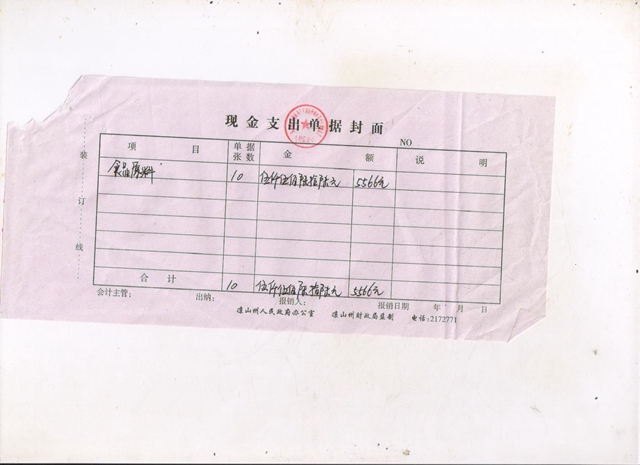 现金支出单据封面
NO
项 目 单据张数 金 额 说 明
食品原料 10 伍仟伍佰陆拾陆元 5566元
合计 10 伍仟伍佰陆拾陆元 5566元
会计主管: 出纳: 报销人: 报销日期 年 月 日
凉山州人民政府办公室 凉山州财政局监制 电话:2172771
装
订
线